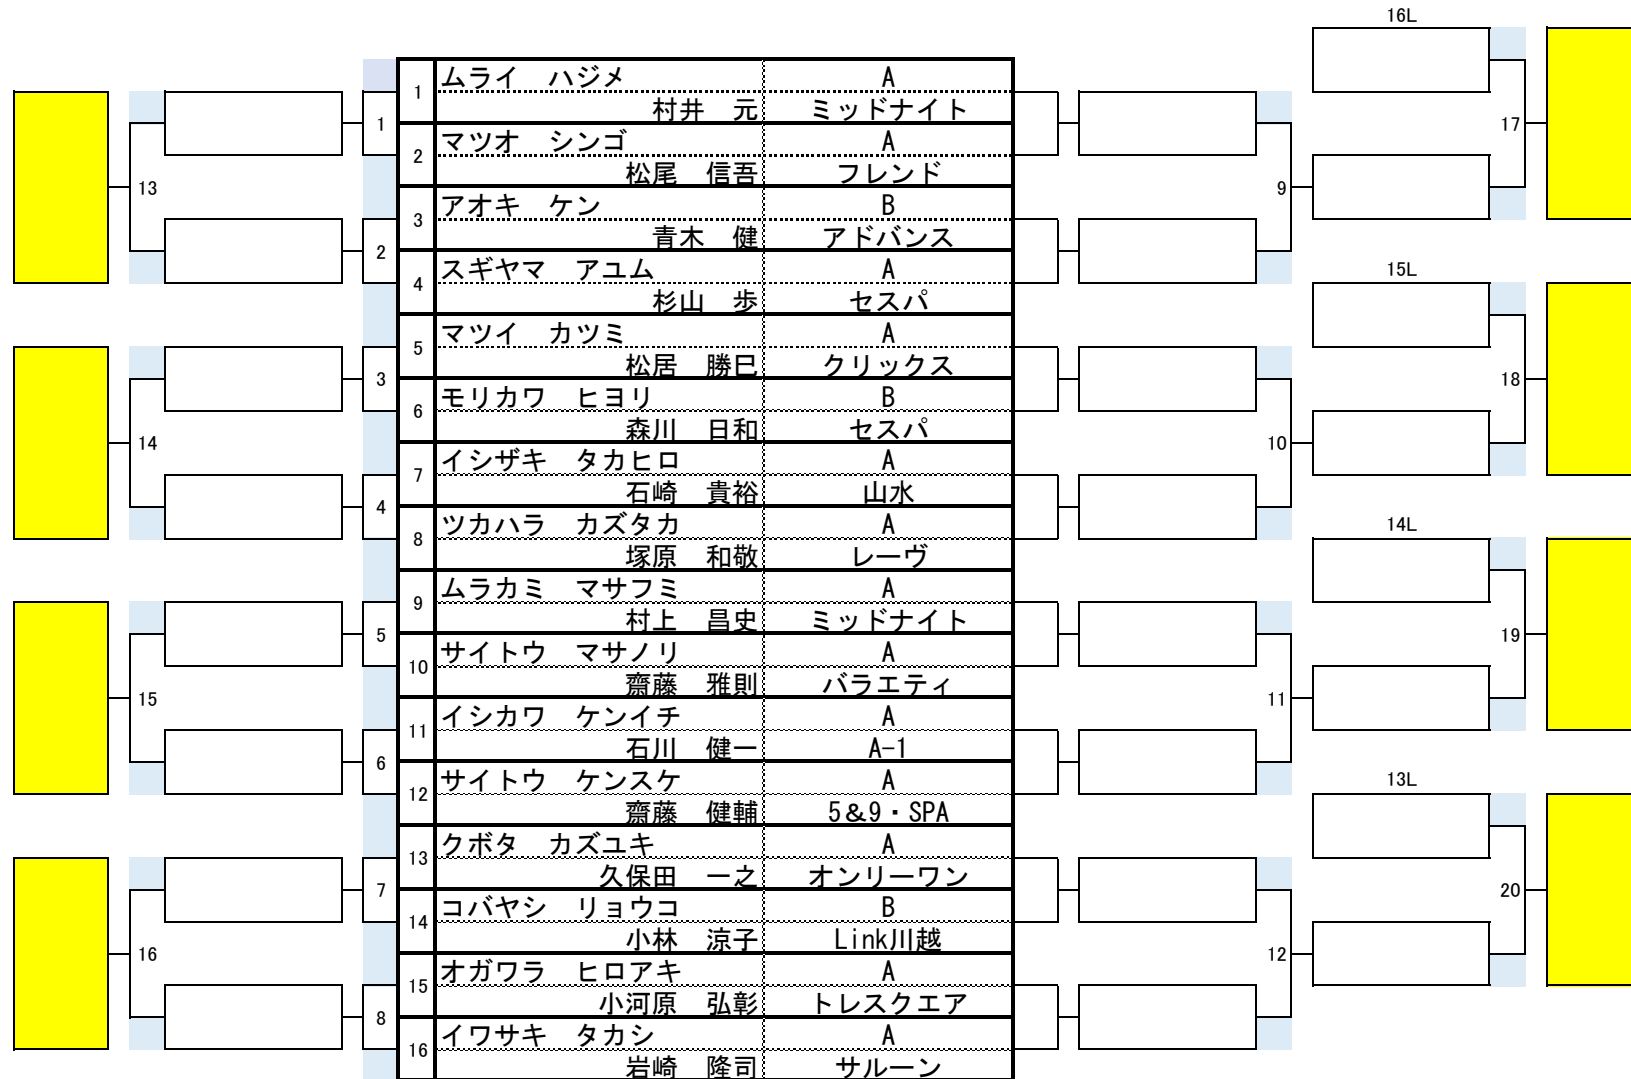 16L
1 ムライ　ハジメ A
村井　元 ミッドナイト
1
17
2 マツオ　シンゴ A
松尾　信吾 フレンド
13
9
3 アオキ　ケン B
青木　健 アドバンス
2
4 スギヤマ　アユム A
杉山　歩 セスパ
15L
5 マツイ　カツミ A
松居　勝巳 クリックス
3
18
6 モリカワ　ヒヨリ B
森川　日和 セスパ
14
10
7 イシザキ　タカヒロ A
石崎　貴裕 山水
4
8 ツカハラ　カズタカ A
塚原　和敬 レーヴ
14L
9 ムラカミ　マサフミ A
村上　昌史 ミッドナイト
5
19
10 サイトウ　マサノリ A
齋藤　雅則 バラエティ
15
11
11 イシカワ　ケンイチ A
石川　健一 A-1
6
12 サイトウ　ケンスケ A
齋藤　健輔 5&9・SPA
13L
13 クボタ　カズユキ A
久保田　一之 オンリーワン
7
20
14 コバヤシ　リョウコ B
小林　涼子 Link川越
16
12
15 オガワラ　ヒロアキ A
小河原　弘彰 トレスクエア
8
16 イワサキ　タカシ A
岩崎　隆司 サルーン